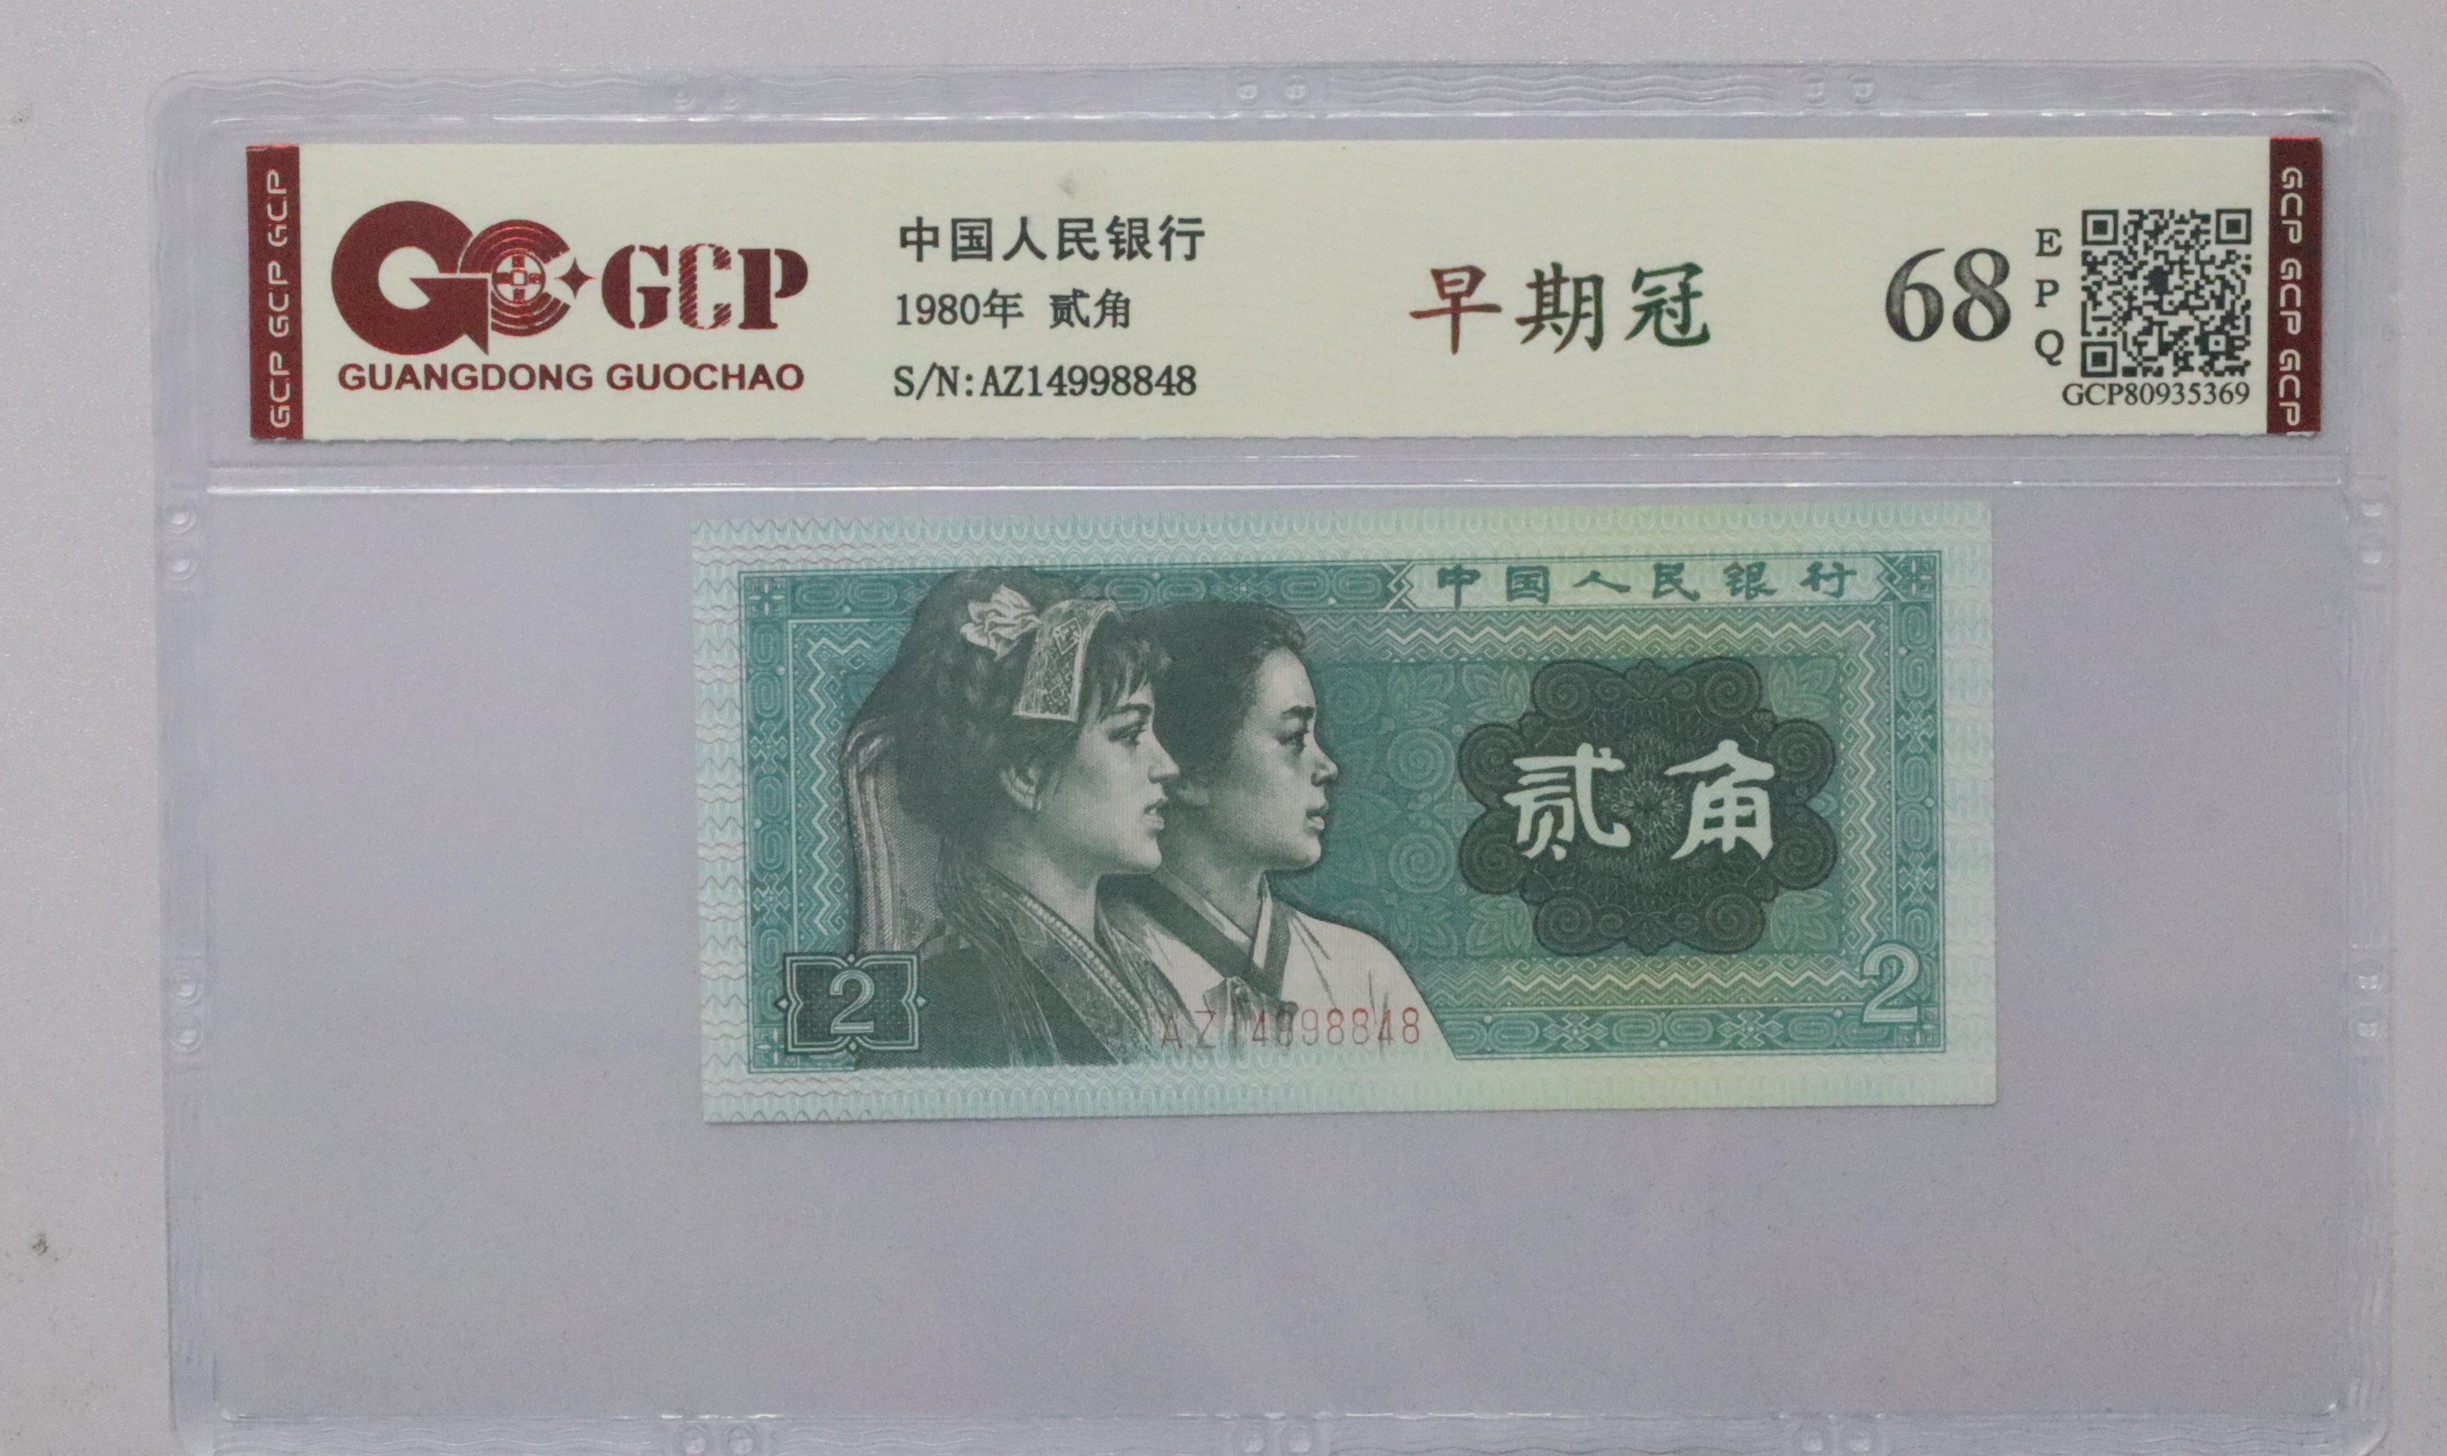 GCP GCP GCP
GCP
GUANGDONG GUOCHAO
中国人民银行
1980年 贰角
S/N:AZ14998848
早期冠
68
E
P
Q
GCP80935369
GCP GCP GCP
中国人民银行
贰角
2
2
AZ14998848